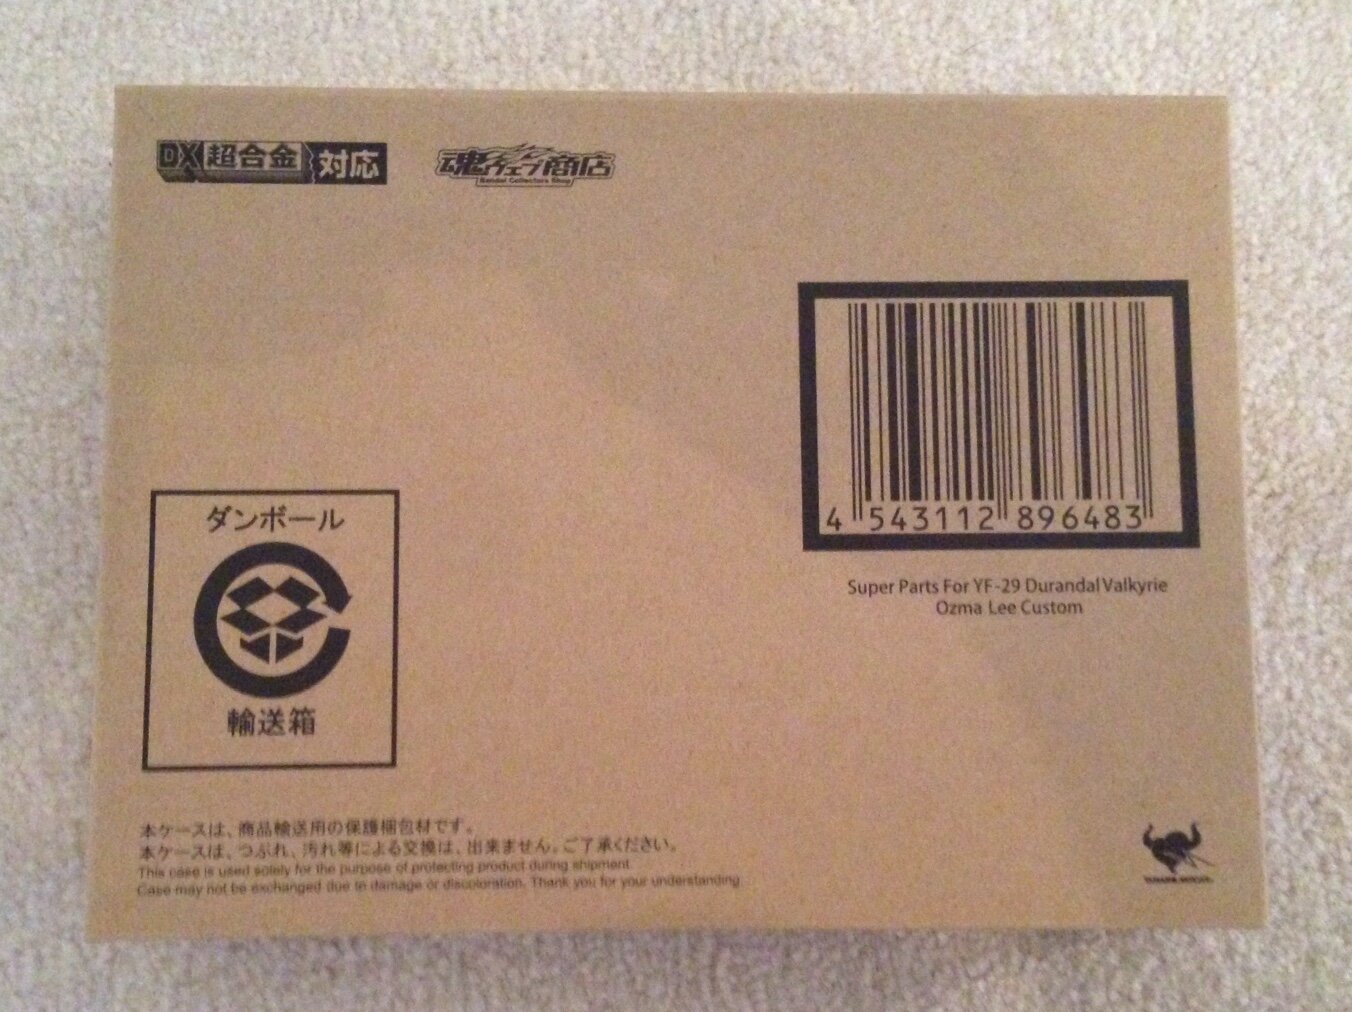 DX超合金 対応
魂ウェブ商店
Bandai Collectors Shop
4 543112 896483
Super Parts For YF-29 Durandal Valkyrie
Ozma Lee Custom
ダンボール
輸送箱
本ケースは、商品輸送用の保護梱包材です。
本ケースは、つぶれ、汚れ等による交換は、出来ません。ご了承ください。
This case is used solely for the purpose of protecting product during shipment.
Case may not be exchanged due to damage or discoloration. Thank you for your understanding.